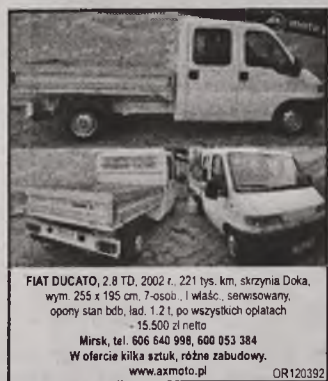 FIAT DUCATO, 2.8 TD, 2002 r., 221 tys. km, skrzynia Doka,
wym. 255 x 195 cm, 7-osob., I właśc., serwisowany,
opony stan bdb, ład. 1.2 t, po wszystkich opłatach
- 15.500 zł netto
Mirsk, tel. 606 640 998, 600 053 384
W ofercie kilka sztuk, różne zabudowy.
www.axmoto.pl OR120392